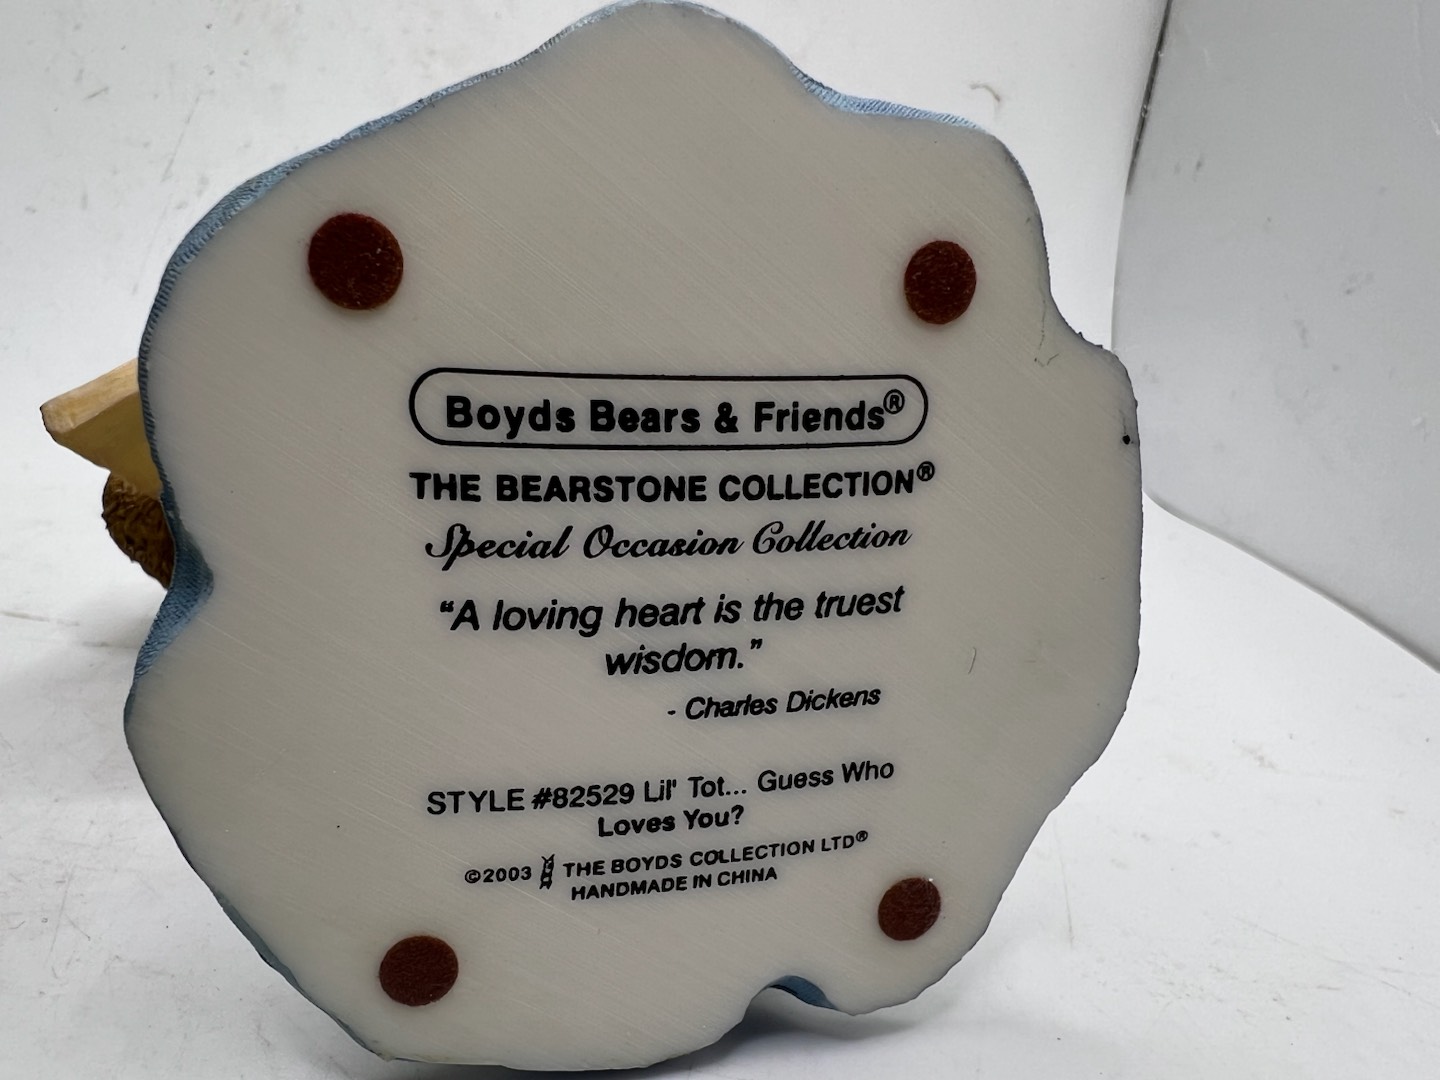 Boyds Bears & Friends®
THE BEARSTONE COLLECTION®
Special Occasion Collection
“A loving heart is the truest
wisdom.”
- Charles Dickens
STYLE #82529 Lil' Tot... Guess Who
Loves You?
©2003 THE BOYDS COLLECTION LTD®
HANDMADE IN CHINA